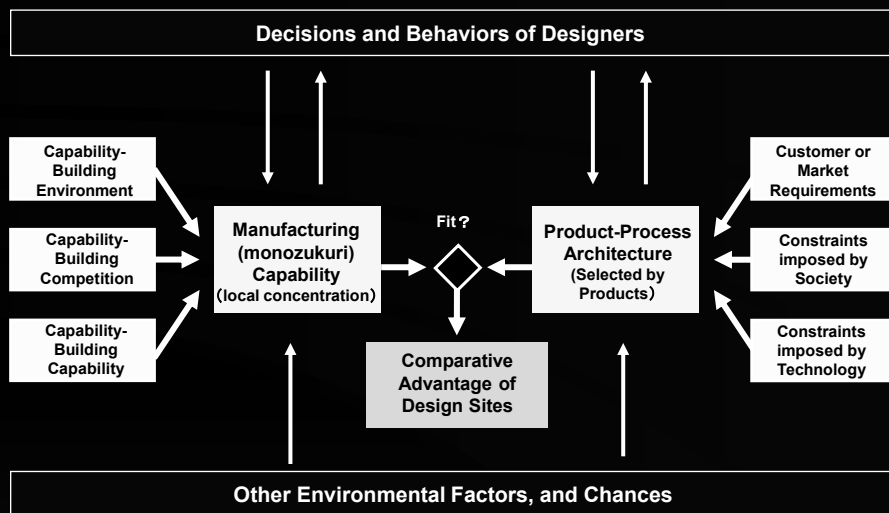 Decisions and Behaviors of Designers
Capability-
Building
Environment
Capability-
Building
Competition
Capability-
Building
Capability
Manufacturing
(monozukuri)
Capability
(local concentration)
Fit?
Product-Process
Architecture
(Selected by
Products)
Customer or
Market
Requirements
Constraints
imposed by
Society
Constraints
imposed by
Technology
Comparative
Advantage of
Design Sites
Other Environmental Factors, and Chances